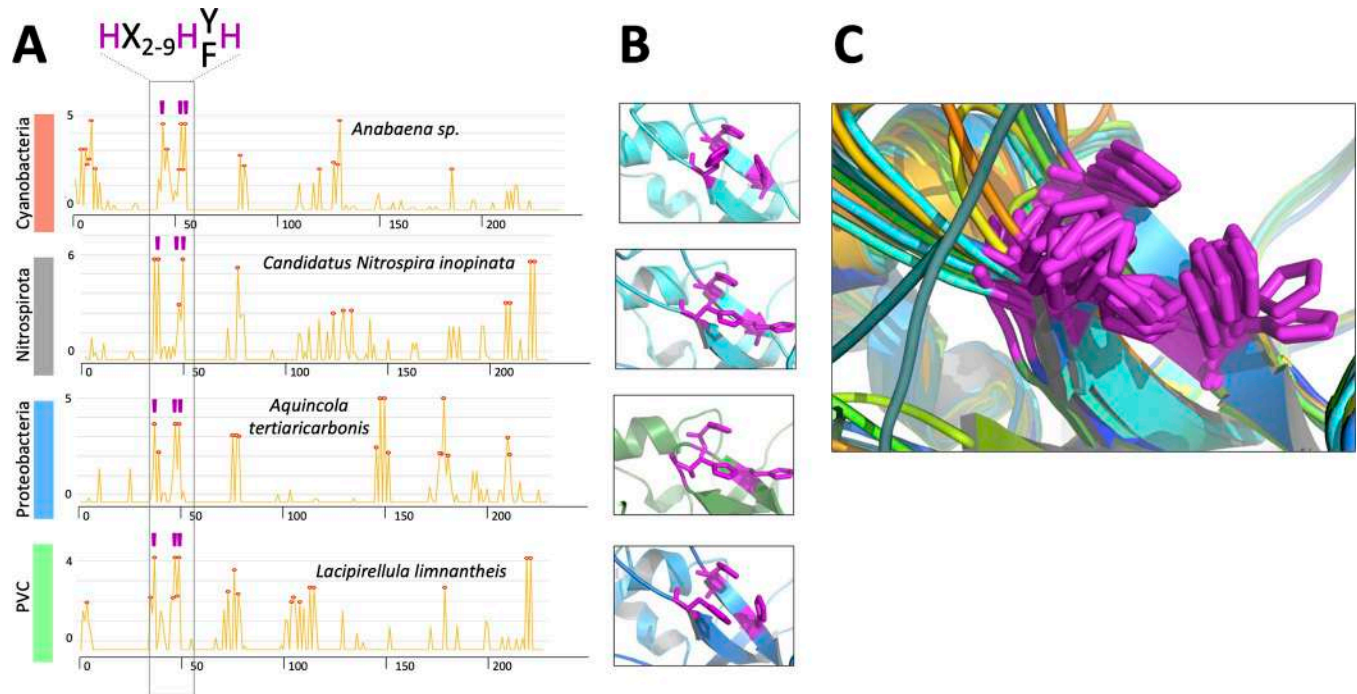 A
HX2-9HYH
F
B
C
Cyanobacteria
5
0
Anabaena sp.
0 50 100 150 200
Nitrospirota
6
0
Candidatus Nitrospira inopinata
0 50 100 150 200
Proteobacteria
5
0
Aquincola
tertiaricarbonis
0 50 100 150 200
PVC
4
0
Lacipirellula limnantheis
0 50 100 150 200